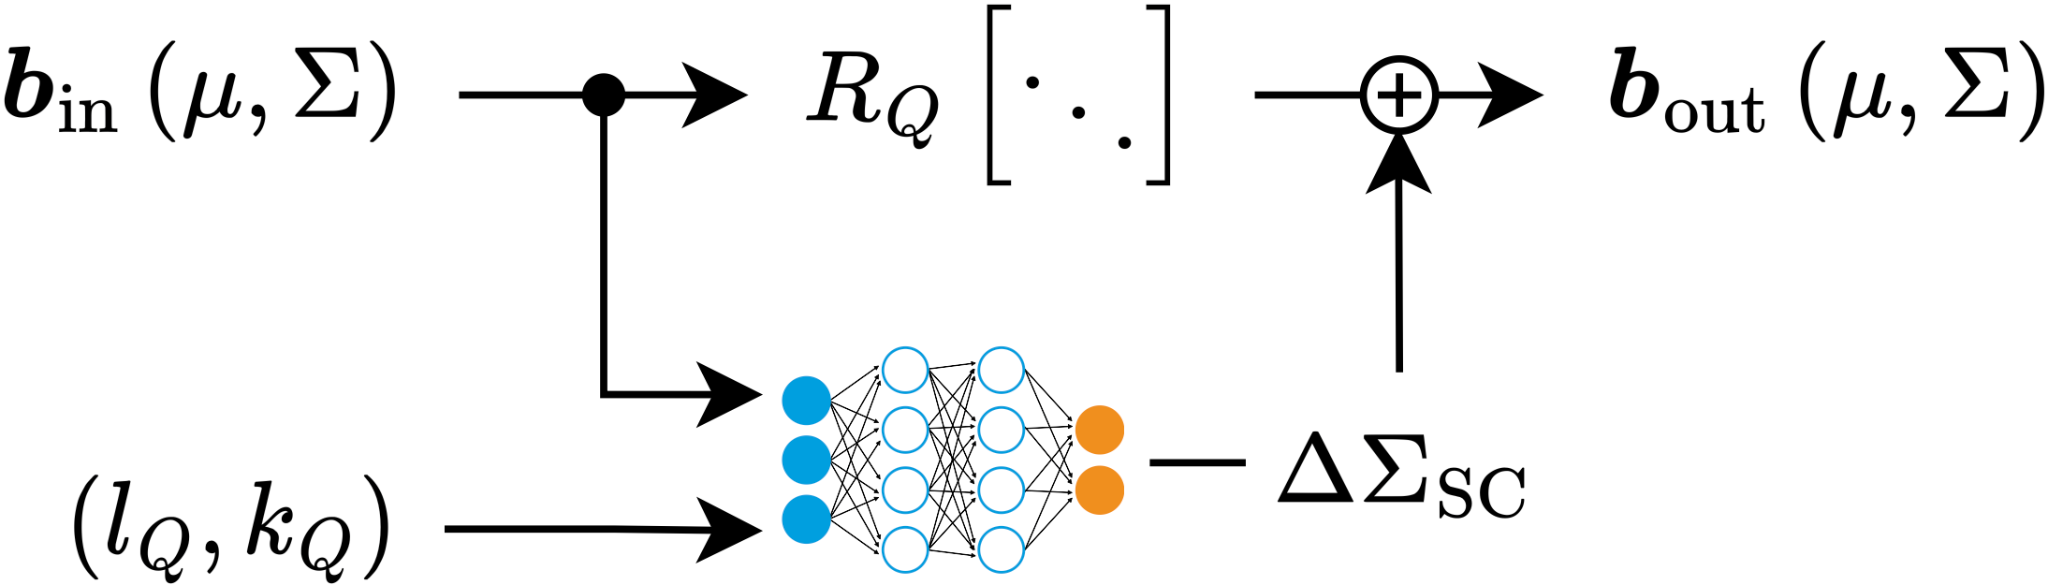 b_in (μ, Σ) R_Q [⋱] ⊕ b_out (μ, Σ)
(l_Q, k_Q) ΔΣ_SC